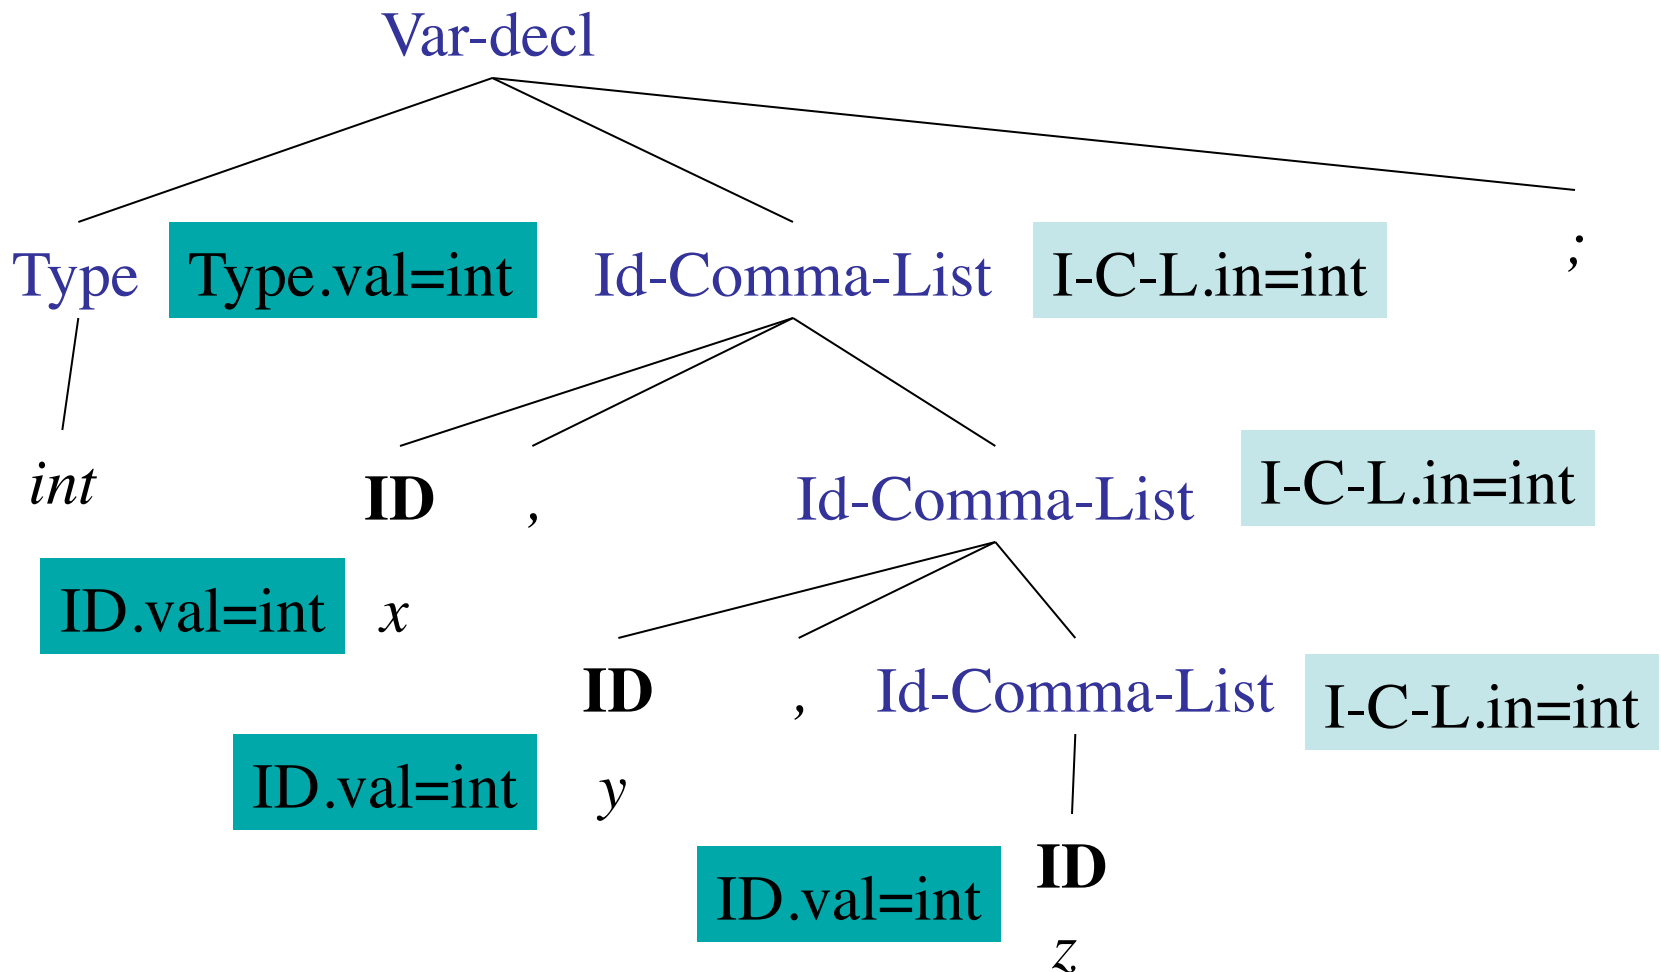 Var-decl
Type Type.val=int Id-Comma-List I-C-L.in=int ;
int ID , Id-Comma-List I-C-L.in=int
ID.val=int x
ID , Id-Comma-List I-C-L.in=int
ID.val=int y
ID
ID.val=int
z